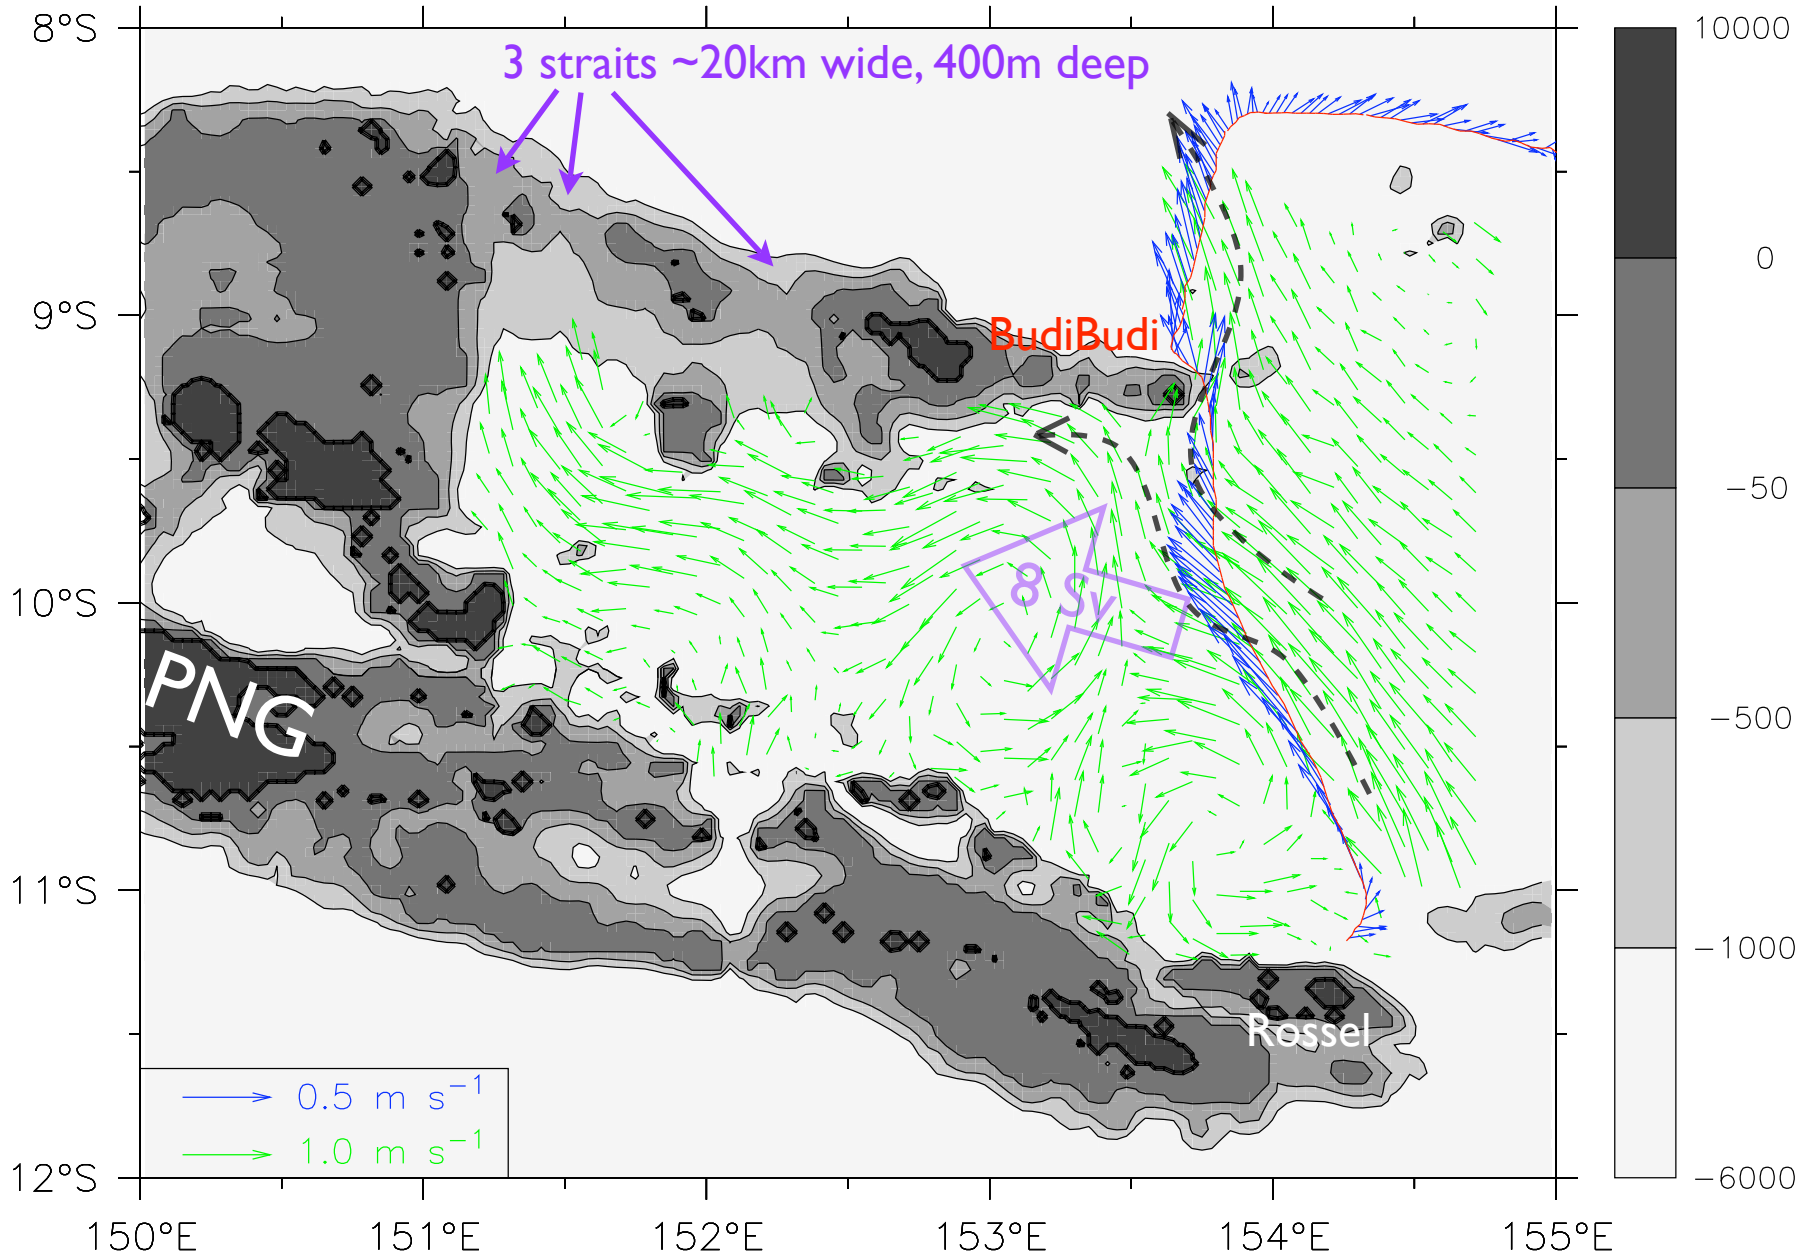 3 straits ~20km wide, 400m deep
BudiBudi
8 Sv
PNG
Rossel
0.5 m s⁻¹
1.0 m s⁻¹
8°S
9°S
10°S
11°S
12°S
150°E
151°E
152°E
153°E
154°E
155°E
10000
0
−50
−500
−1000
−6000